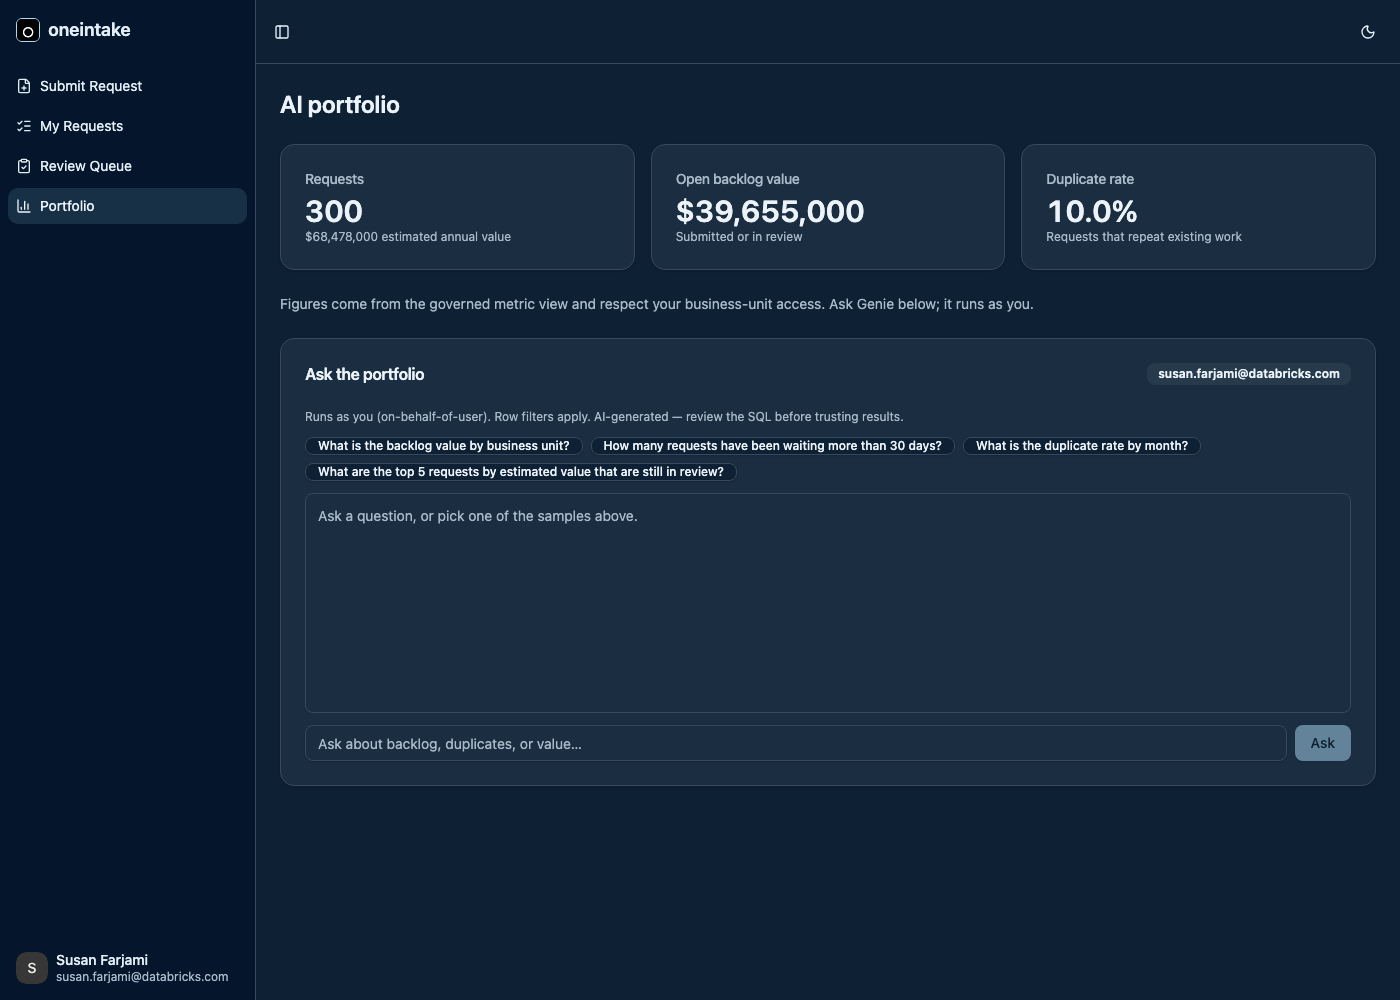 oneintake
Submit Request
My Requests
Review Queue
Portfolio
AI portfolio
Requests
300
$68,478,000 estimated annual value
Open backlog value
$39,655,000
Submitted or in review
Duplicate rate
10.0%
Requests that repeat existing work
Figures come from the governed metric view and respect your business-unit access. Ask Genie below; it runs as you.
Ask the portfolio
susan.farjami@databricks.com
Runs as you (on-behalf-of-user). Row filters apply. AI-generated — review the SQL before trusting results.
What is the backlog value by business unit?
How many requests have been waiting more than 30 days?
What is the duplicate rate by month?
What are the top 5 requests by estimated value that are still in review?
Ask a question, or pick one of the samples above.
Ask about backlog, duplicates, or value...
Ask
S
Susan Farjami
susan.farjami@databricks.com